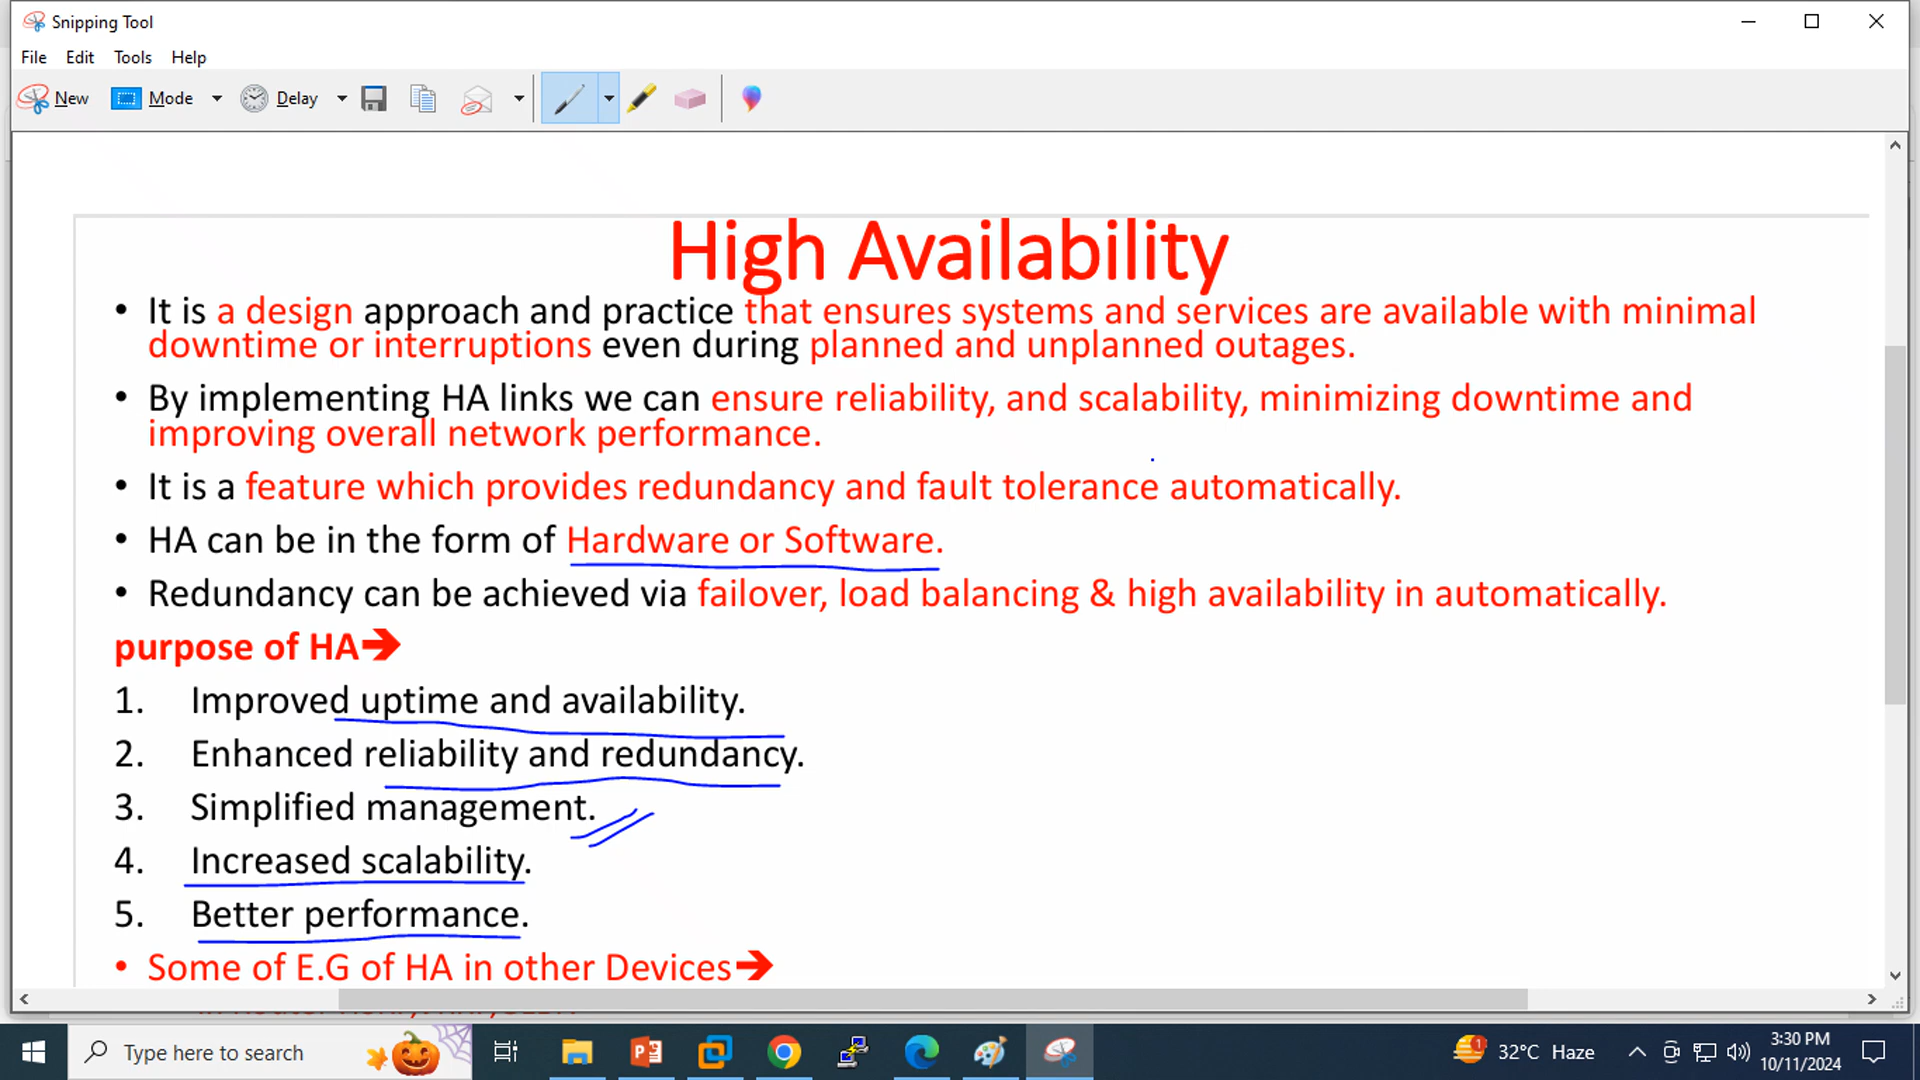 Snipping Tool
File Edit Tools Help
New Mode Delay
High Availability
• It is a design approach and practice that ensures systems and services are available with minimal
downtime or interruptions even during planned and unplanned outages.
• By implementing HA links we can ensure reliability, and scalability, minimizing downtime and
improving overall network performance.
• It is a feature which provides redundancy and fault tolerance automatically.
• HA can be in the form of Hardware or Software.
• Redundancy can be achieved via failover, load balancing & high availability in automatically.
purpose of HA➔
1. Improved uptime and availability.
2. Enhanced reliability and redundancy.
3. Simplified management.
4. Increased scalability.
5. Better performance.
• Some of E.G of HA in other Devices➔
Type here to search
1 32°C Haze
3:30 PM
10/11/2024